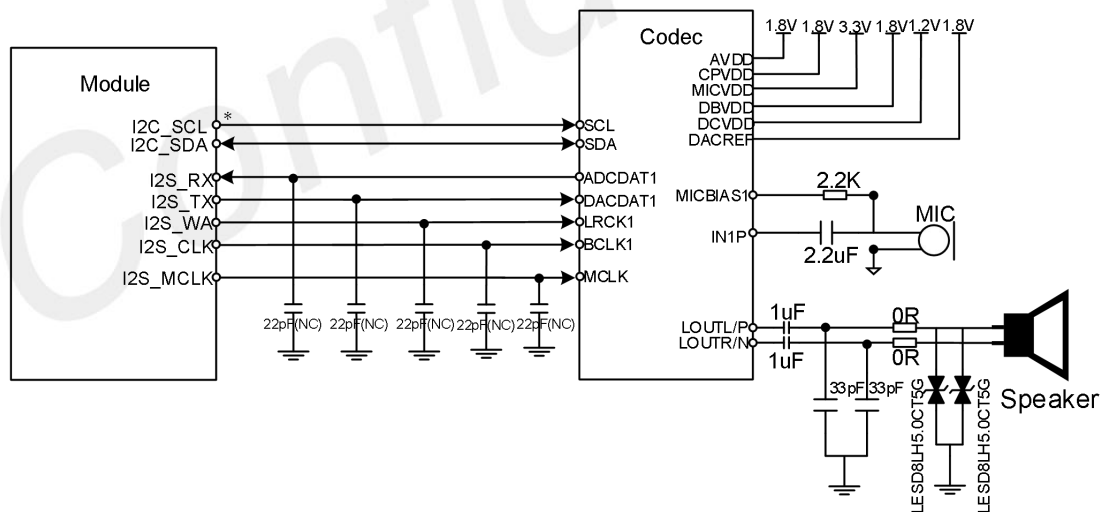 Confid
Module
I2C_SCL
*
I2C_SDA
I2S_RX
I2S_TX
I2S_WA
I2S_CLK
I2S_MCLK
22pF(NC) 22pF(NC) 22pF(NC) 22pF(NC) 22pF(NC)
Codec
SCL
SDA
ADCDAT1
DACDAT1
LRCK1
BCLK1
MCLK
1.8V 1.8V 3.3V 1.8V 1.2V 1.8V
AVDD
CPVDD
MICVDD
DBVDD
DCVDD
DACREF
MICBIAS1
2.2K
IN1P
2.2uF
MIC
LOUTL/P
LOUTR/N
1uF
1uF
0R
0R
33pF 33pF
LESD8LH5.0CT5G
LESD8LH5.0CT5G
Speaker